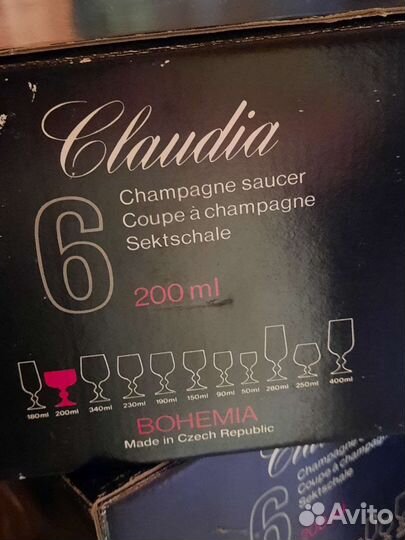 Claudia
6
Champagne saucer
Coupe à champagne
Sektschale
200 ml
180ml 200ml 340ml 230ml 190ml 150ml 90ml 50ml 260ml 250ml 400ml
BOHEMIA
Made in Czech Republic
6
Champagne saucer
Coupe à champagne
Sektschale
Avito